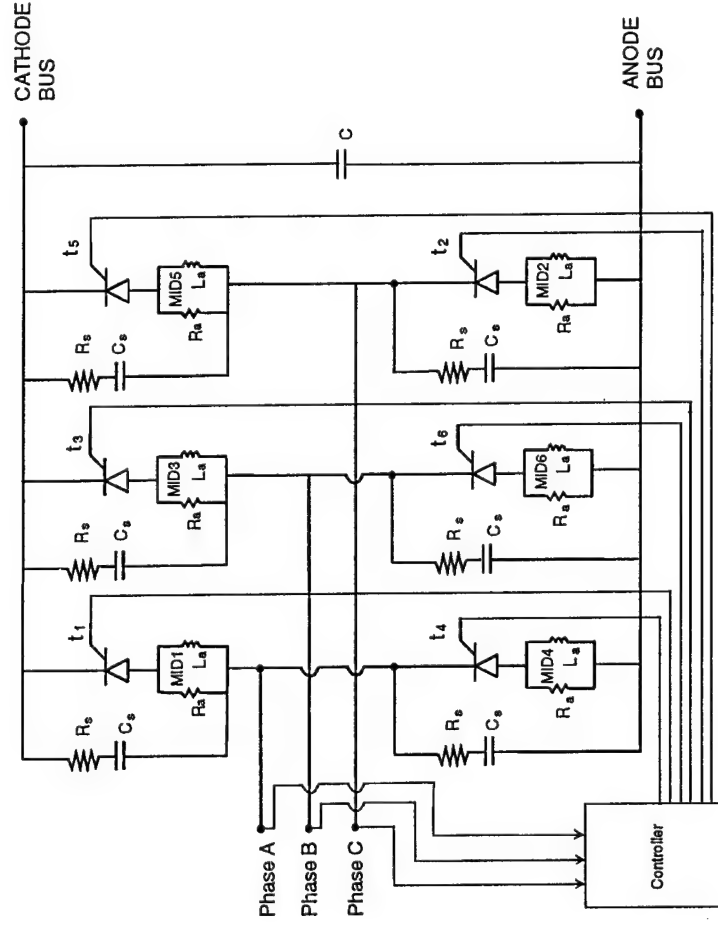 CATHODE
BUS
t₁
t₃
t₅
Rₛ
Cₛ
Rₛ
Cₛ
Rₛ
Cₛ
MID1
Rₐ
Lₐ
MID3
Rₐ
Lₐ
MID5
Rₐ
Lₐ
C
Phase A
Phase B
Phase C
t₄
t₆
t₂
Rₛ
Cₛ
Rₛ
Cₛ
Rₛ
Cₛ
MID4
Rₐ
Lₐ
MID6
Rₐ
Lₐ
MID2
Rₐ
Lₐ
ANODE
BUS
Controller